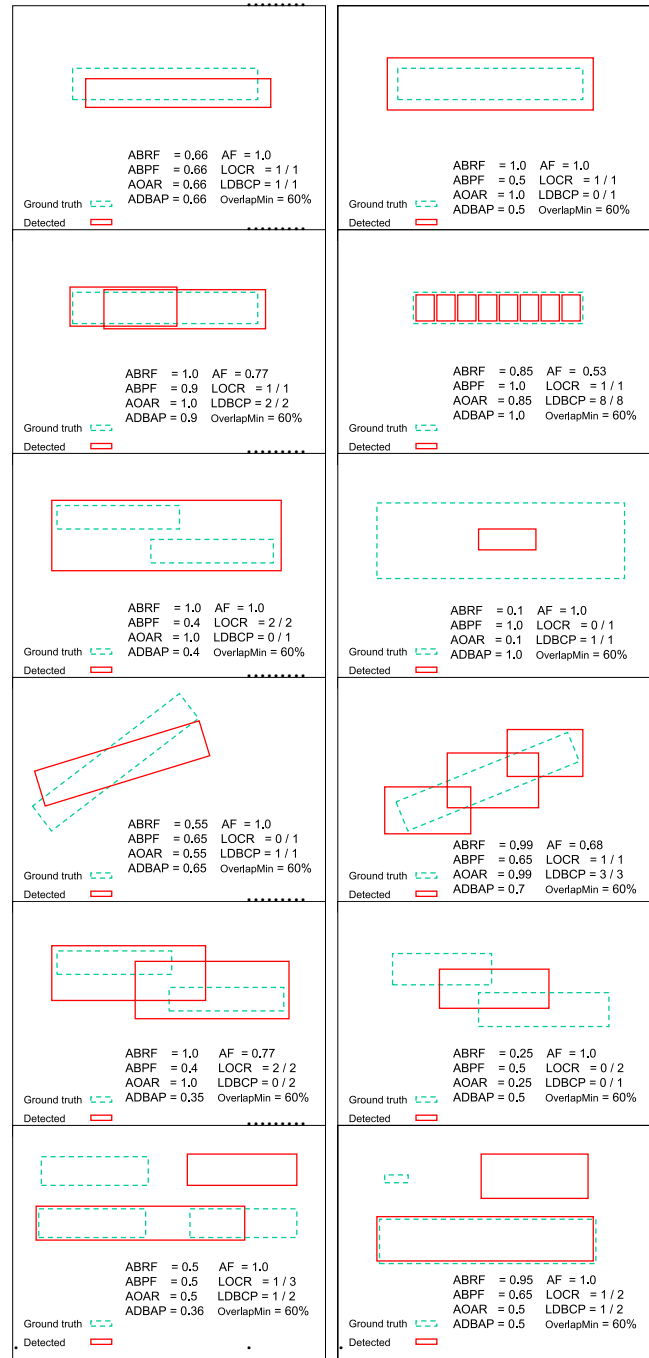 ABRF = 0.66 AF = 1.0
ABPF = 0.66 LOCR = 1 / 1
AOAR = 0.66 LDBCP = 1 / 1
ADBAP = 0.66 OverlapMin = 60%
Ground truth
Detected
ABRF = 1.0 AF = 1.0
ABPF = 0.5 LOCR = 1 / 1
AOAR = 1.0 LDBCP = 0 / 1
ADBAP = 0.5 OverlapMin = 60%
Ground truth
Detected
ABRF = 1.0 AF = 0.77
ABPF = 0.9 LOCR = 1 / 1
AOAR = 1.0 LDBCP = 2 / 2
ADBAP = 0.9 OverlapMin = 60%
Ground truth
Detected
ABRF = 0.85 AF = 0.53
ABPF = 1.0 LOCR = 1 / 1
AOAR = 0.85 LDBCP = 8 / 8
ADBAP = 1.0 OverlapMin = 60%
Ground truth
Detected
ABRF = 1.0 AF = 1.0
ABPF = 0.4 LOCR = 2 / 2
AOAR = 1.0 LDBCP = 0 / 1
ADBAP = 0.4 OverlapMin = 60%
Ground truth
Detected
ABRF = 0.1 AF = 1.0
ABPF = 1.0 LOCR = 0 / 1
AOAR = 0.1 LDBCP = 1 / 1
ADBAP = 1.0 OverlapMin = 60%
Ground truth
Detected
ABRF = 0.55 AF = 1.0
ABPF = 0.65 LOCR = 0 / 1
AOAR = 0.55 LDBCP = 1 / 1
ADBAP = 0.65 OverlapMin = 60%
Ground truth
Detected
ABRF = 0.99 AF = 0.68
ABPF = 0.65 LOCR = 1 / 1
AOAR = 0.99 LDBCP = 3 / 3
ADBAP = 0.7 OverlapMin = 60%
Ground truth
Detected
ABRF = 1.0 AF = 0.77
ABPF = 0.4 LOCR = 2 / 2
AOAR = 1.0 LDBCP = 0 / 2
ADBAP = 0.35 OverlapMin = 60%
Ground truth
Detected
ABRF = 0.25 AF = 1.0
ABPF = 0.5 LOCR = 0 / 2
AOAR = 0.25 LDBCP = 0 / 1
ADBAP = 0.5 OverlapMin = 60%
Ground truth
Detected
ABRF = 0.5 AF = 1.0
ABPF = 0.5 LOCR = 1 / 3
AOAR = 0.5 LDBCP = 1 / 2
ADBAP = 0.36 OverlapMin = 60%
Ground truth
Detected
ABRF = 0.95 AF = 1.0
ABPF = 0.65 LOCR = 1 / 2
AOAR = 0.5 LDBCP = 1 / 2
ADBAP = 0.5 OverlapMin = 60%
Ground truth
Detected